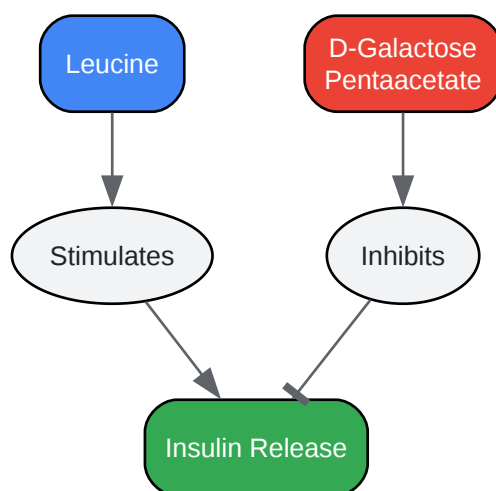 Leucine
D-Galactose
Pentaacetate
Stimulates
Inhibits
Insulin Release